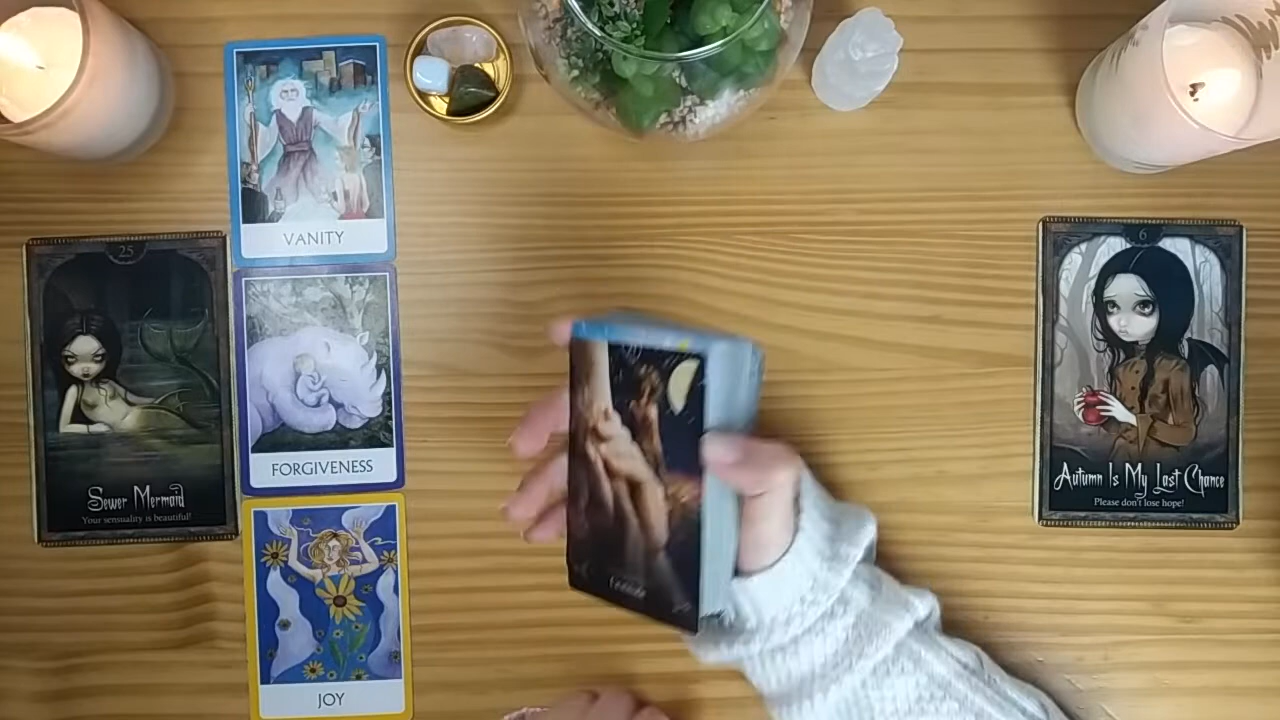 VANITY
25
Sewer Mermaid
Your sensuality is beautiful!
FORGIVENESS
JOY
6
Autumn Is My Last Chance
Please don't lose hope!